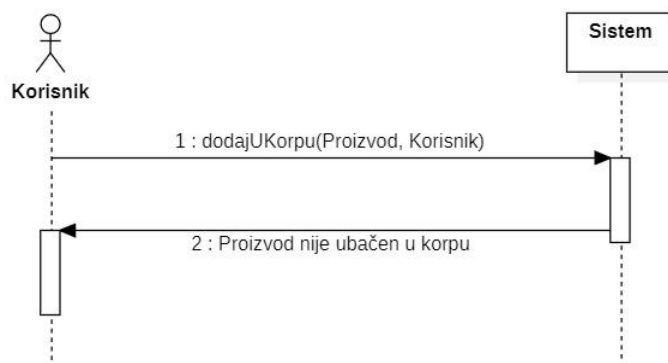 Sistem
Korisnik
1 : dodajUKorpu(Proizvod, Korisnik)
2 : Proizvod nije ubačen u korpu